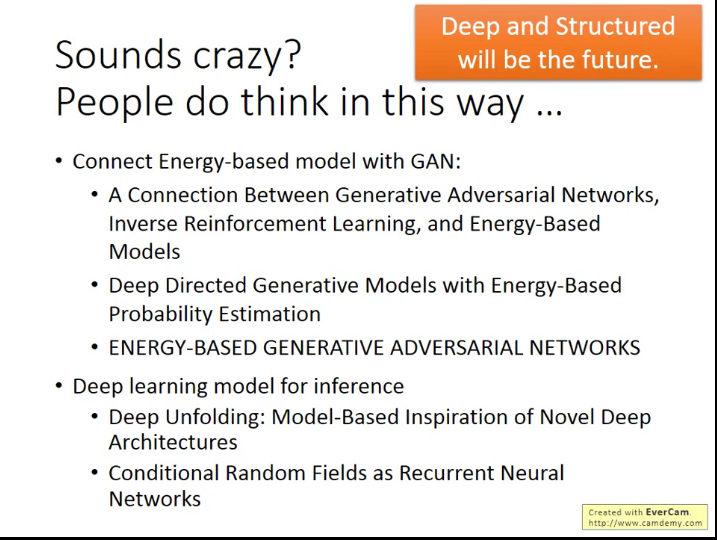 Deep and Structured
will be the future.
Sounds crazy?
People do think in this way …
• Connect Energy-based model with GAN:
• A Connection Between Generative Adversarial Networks,
Inverse Reinforcement Learning, and Energy-Based
Models
• Deep Directed Generative Models with Energy-Based
Probability Estimation
• ENERGY-BASED GENERATIVE ADVERSARIAL NETWORKS
• Deep learning model for inference
• Deep Unfolding: Model-Based Inspiration of Novel Deep
Architectures
• Conditional Random Fields as Recurrent Neural
Networks
Created with EverCam.
http://www.camdemy.com